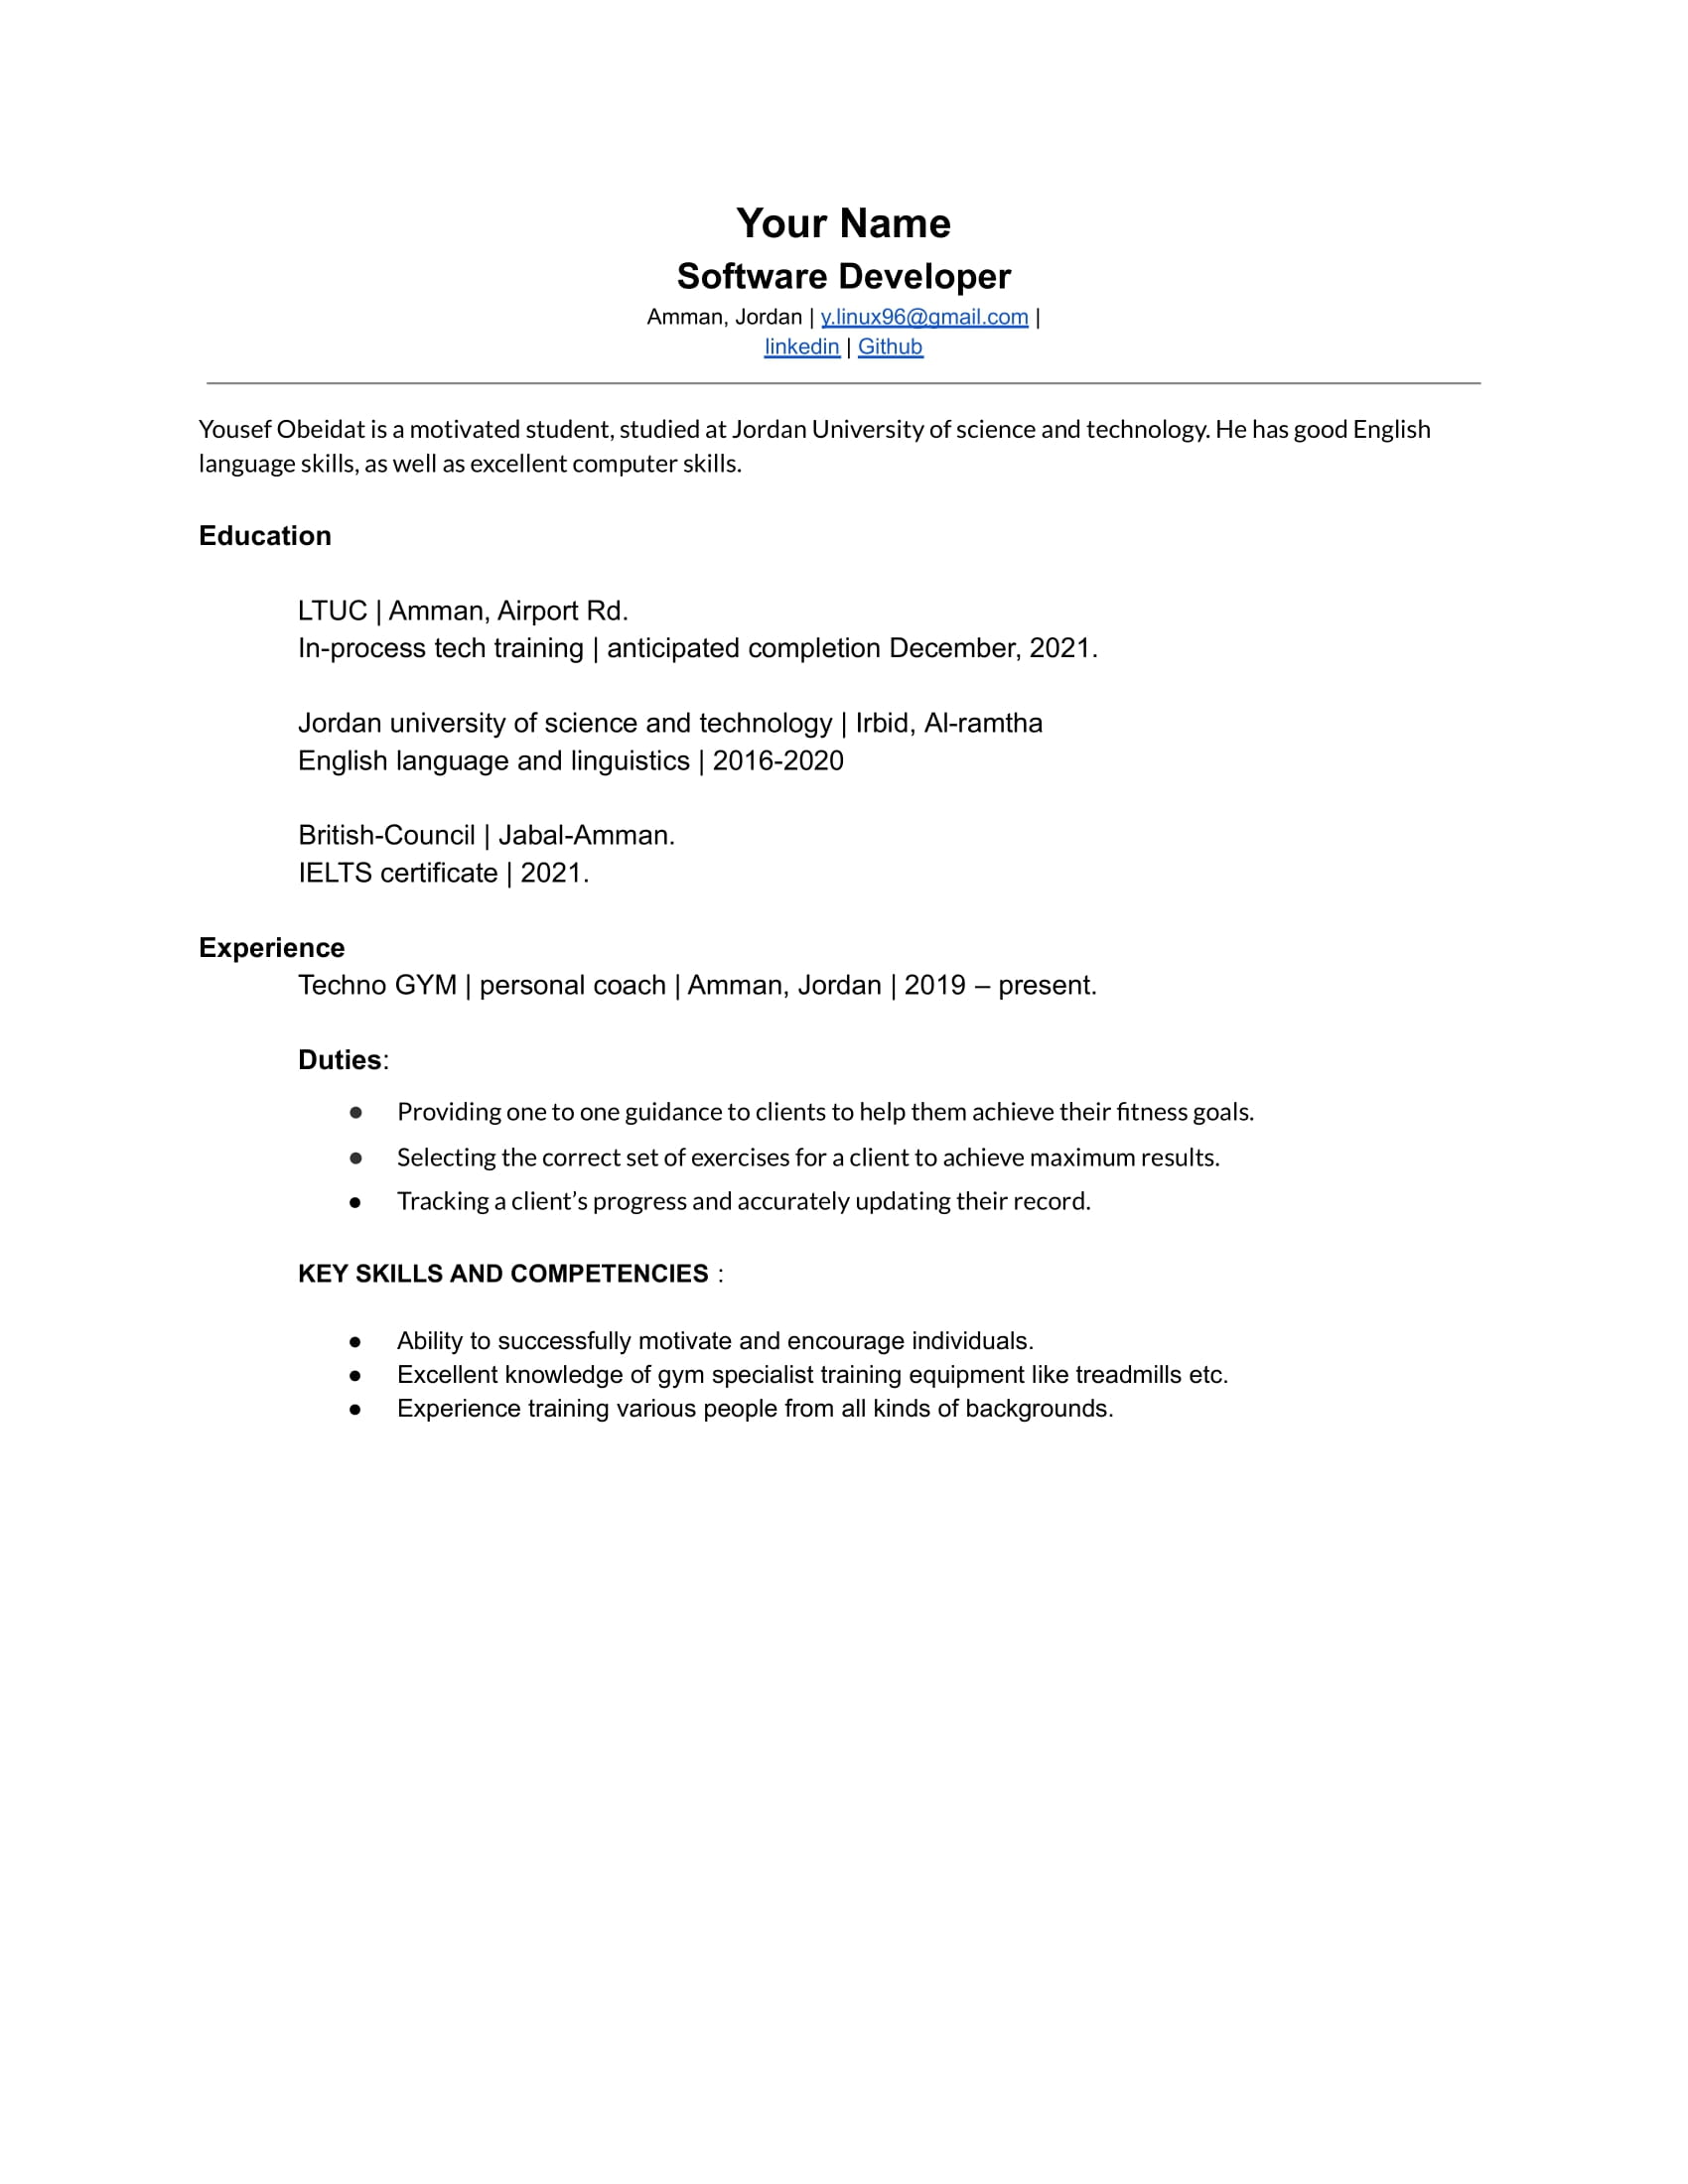 Your Name
Software Developer
Amman, Jordan | y.linux96@gmail.com |
linkedin | Github
Yousef Obeidat is a motivated student, studied at Jordan University of science and technology. He has good English
language skills, as well as excellent computer skills.
Education
LTUC | Amman, Airport Rd.
In-process tech training | anticipated completion December, 2021.
Jordan university of science and technology | Irbid, Al-ramtha
English language and linguistics | 2016-2020
British-Council | Jabal-Amman.
IELTS certificate | 2021.
Experience
Techno GYM | personal coach | Amman, Jordan | 2019 – present.
Duties:
● Providing one to one guidance to clients to help them achieve their fitness goals.
● Selecting the correct set of exercises for a client to achieve maximum results.
● Tracking a client’s progress and accurately updating their record.
KEY SKILLS AND COMPETENCIES :
● Ability to successfully motivate and encourage individuals.
● Excellent knowledge of gym specialist training equipment like treadmills etc.
● Experience training various people from all kinds of backgrounds.